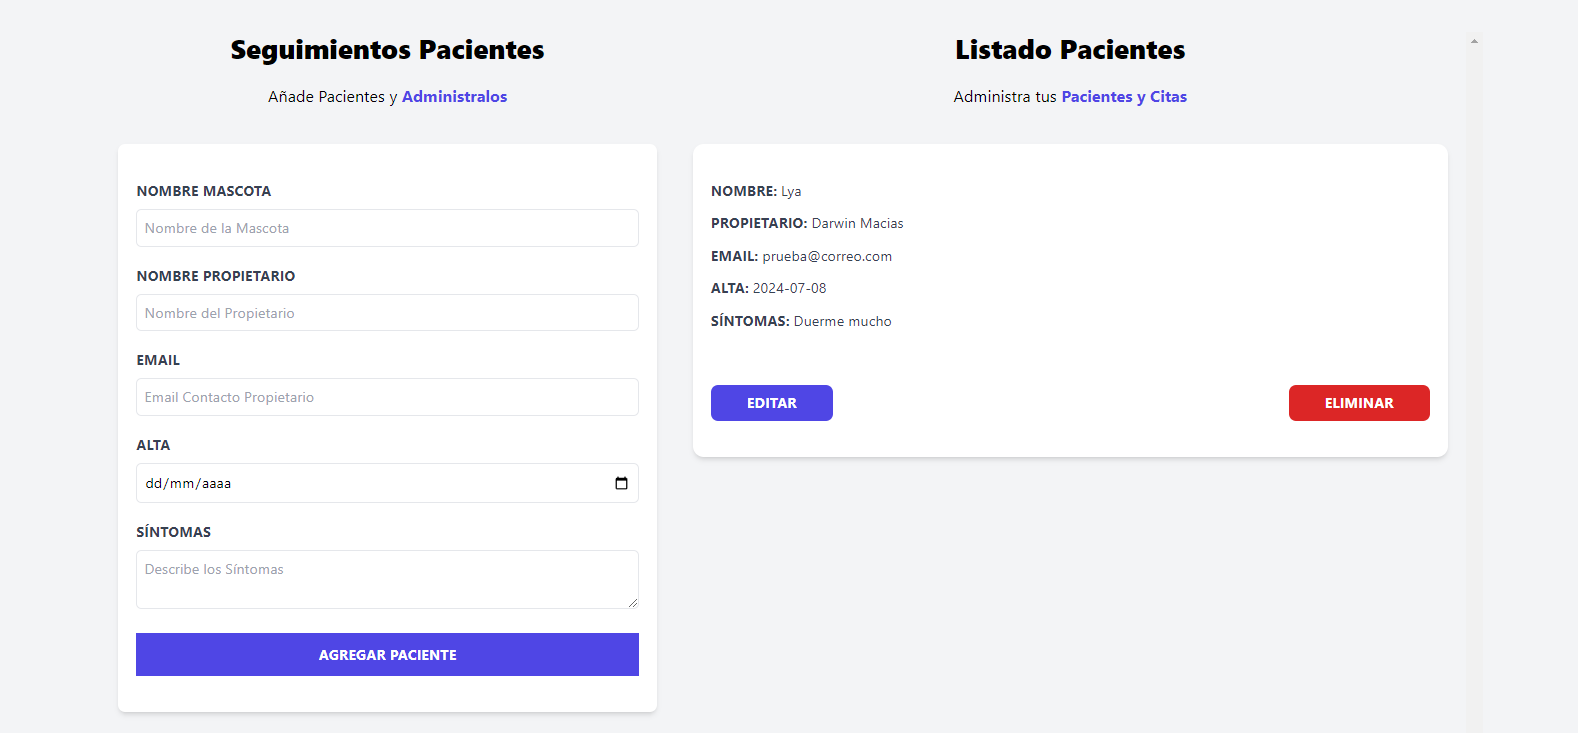 Seguimientos Pacientes
Añade Pacientes y Administralos
NOMBRE MASCOTA
Nombre de la Mascota
NOMBRE PROPIETARIO
Nombre del Propietario
EMAIL
Email Contacto Propietario
ALTA
dd/mm/aaaa
SÍNTOMAS
Describe los Síntomas
AGREGAR PACIENTE
Listado Pacientes
Administra tus Pacientes y Citas
NOMBRE: Lya
PROPIETARIO: Darwin Macias
EMAIL: prueba@correo.com
ALTA: 2024-07-08
SÍNTOMAS: Duerme mucho
EDITAR
ELIMINAR